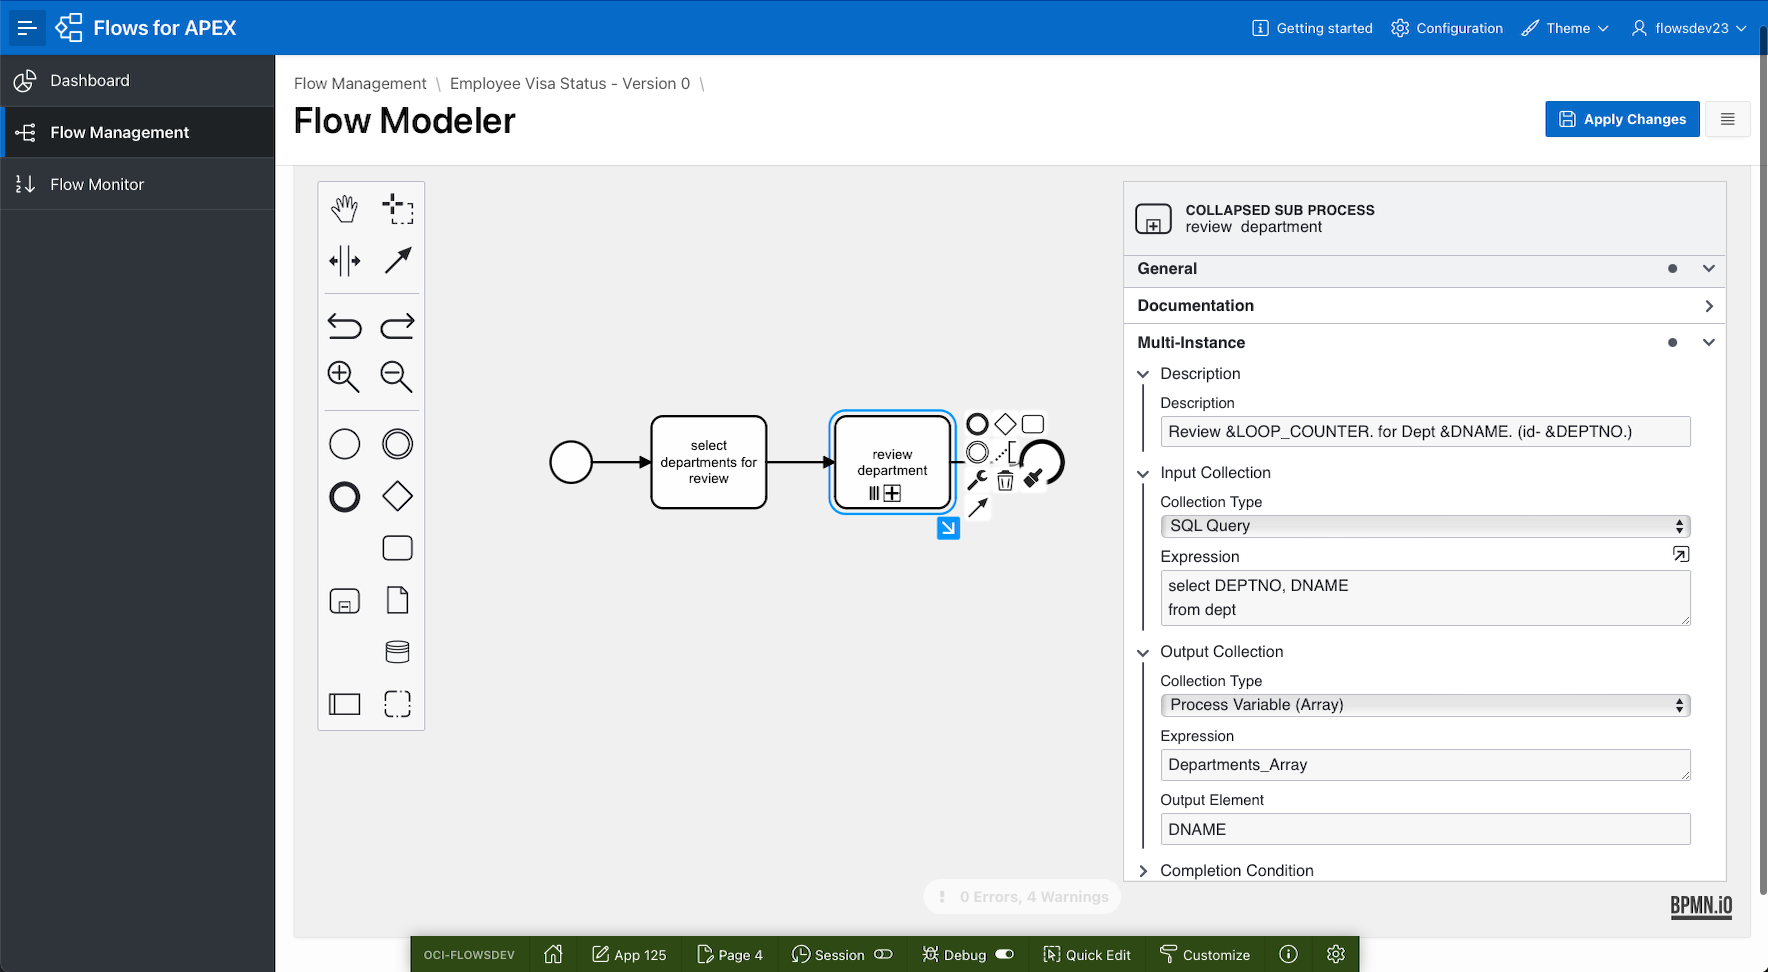 Flows for APEX
Getting started
Configuration
Theme
flowsdev23
Dashboard
Flow Management
Flow Monitor
Flow Management \ Employee Visa Status - Version 0 \
Flow Modeler
Apply Changes
select
departments for
review
review
department
COLLAPSED SUB PROCESS
review department
General
Documentation
Multi-Instance
Description
Description
Review &LOOP_COUNTER. for Dept &DNAME. (id- &DEPTNO.)
Input Collection
Collection Type
SQL Query
Expression
select DEPTNO, DNAME
from dept
Output Collection
Collection Type
Process Variable (Array)
Expression
Departments_Array
Output Element
DNAME
Completion Condition
0 Errors, 4 Warnings
BPMN.iO
OCI-FLOWSDEV
App 125
Page 4
Session
Debug
Quick Edit
Customize